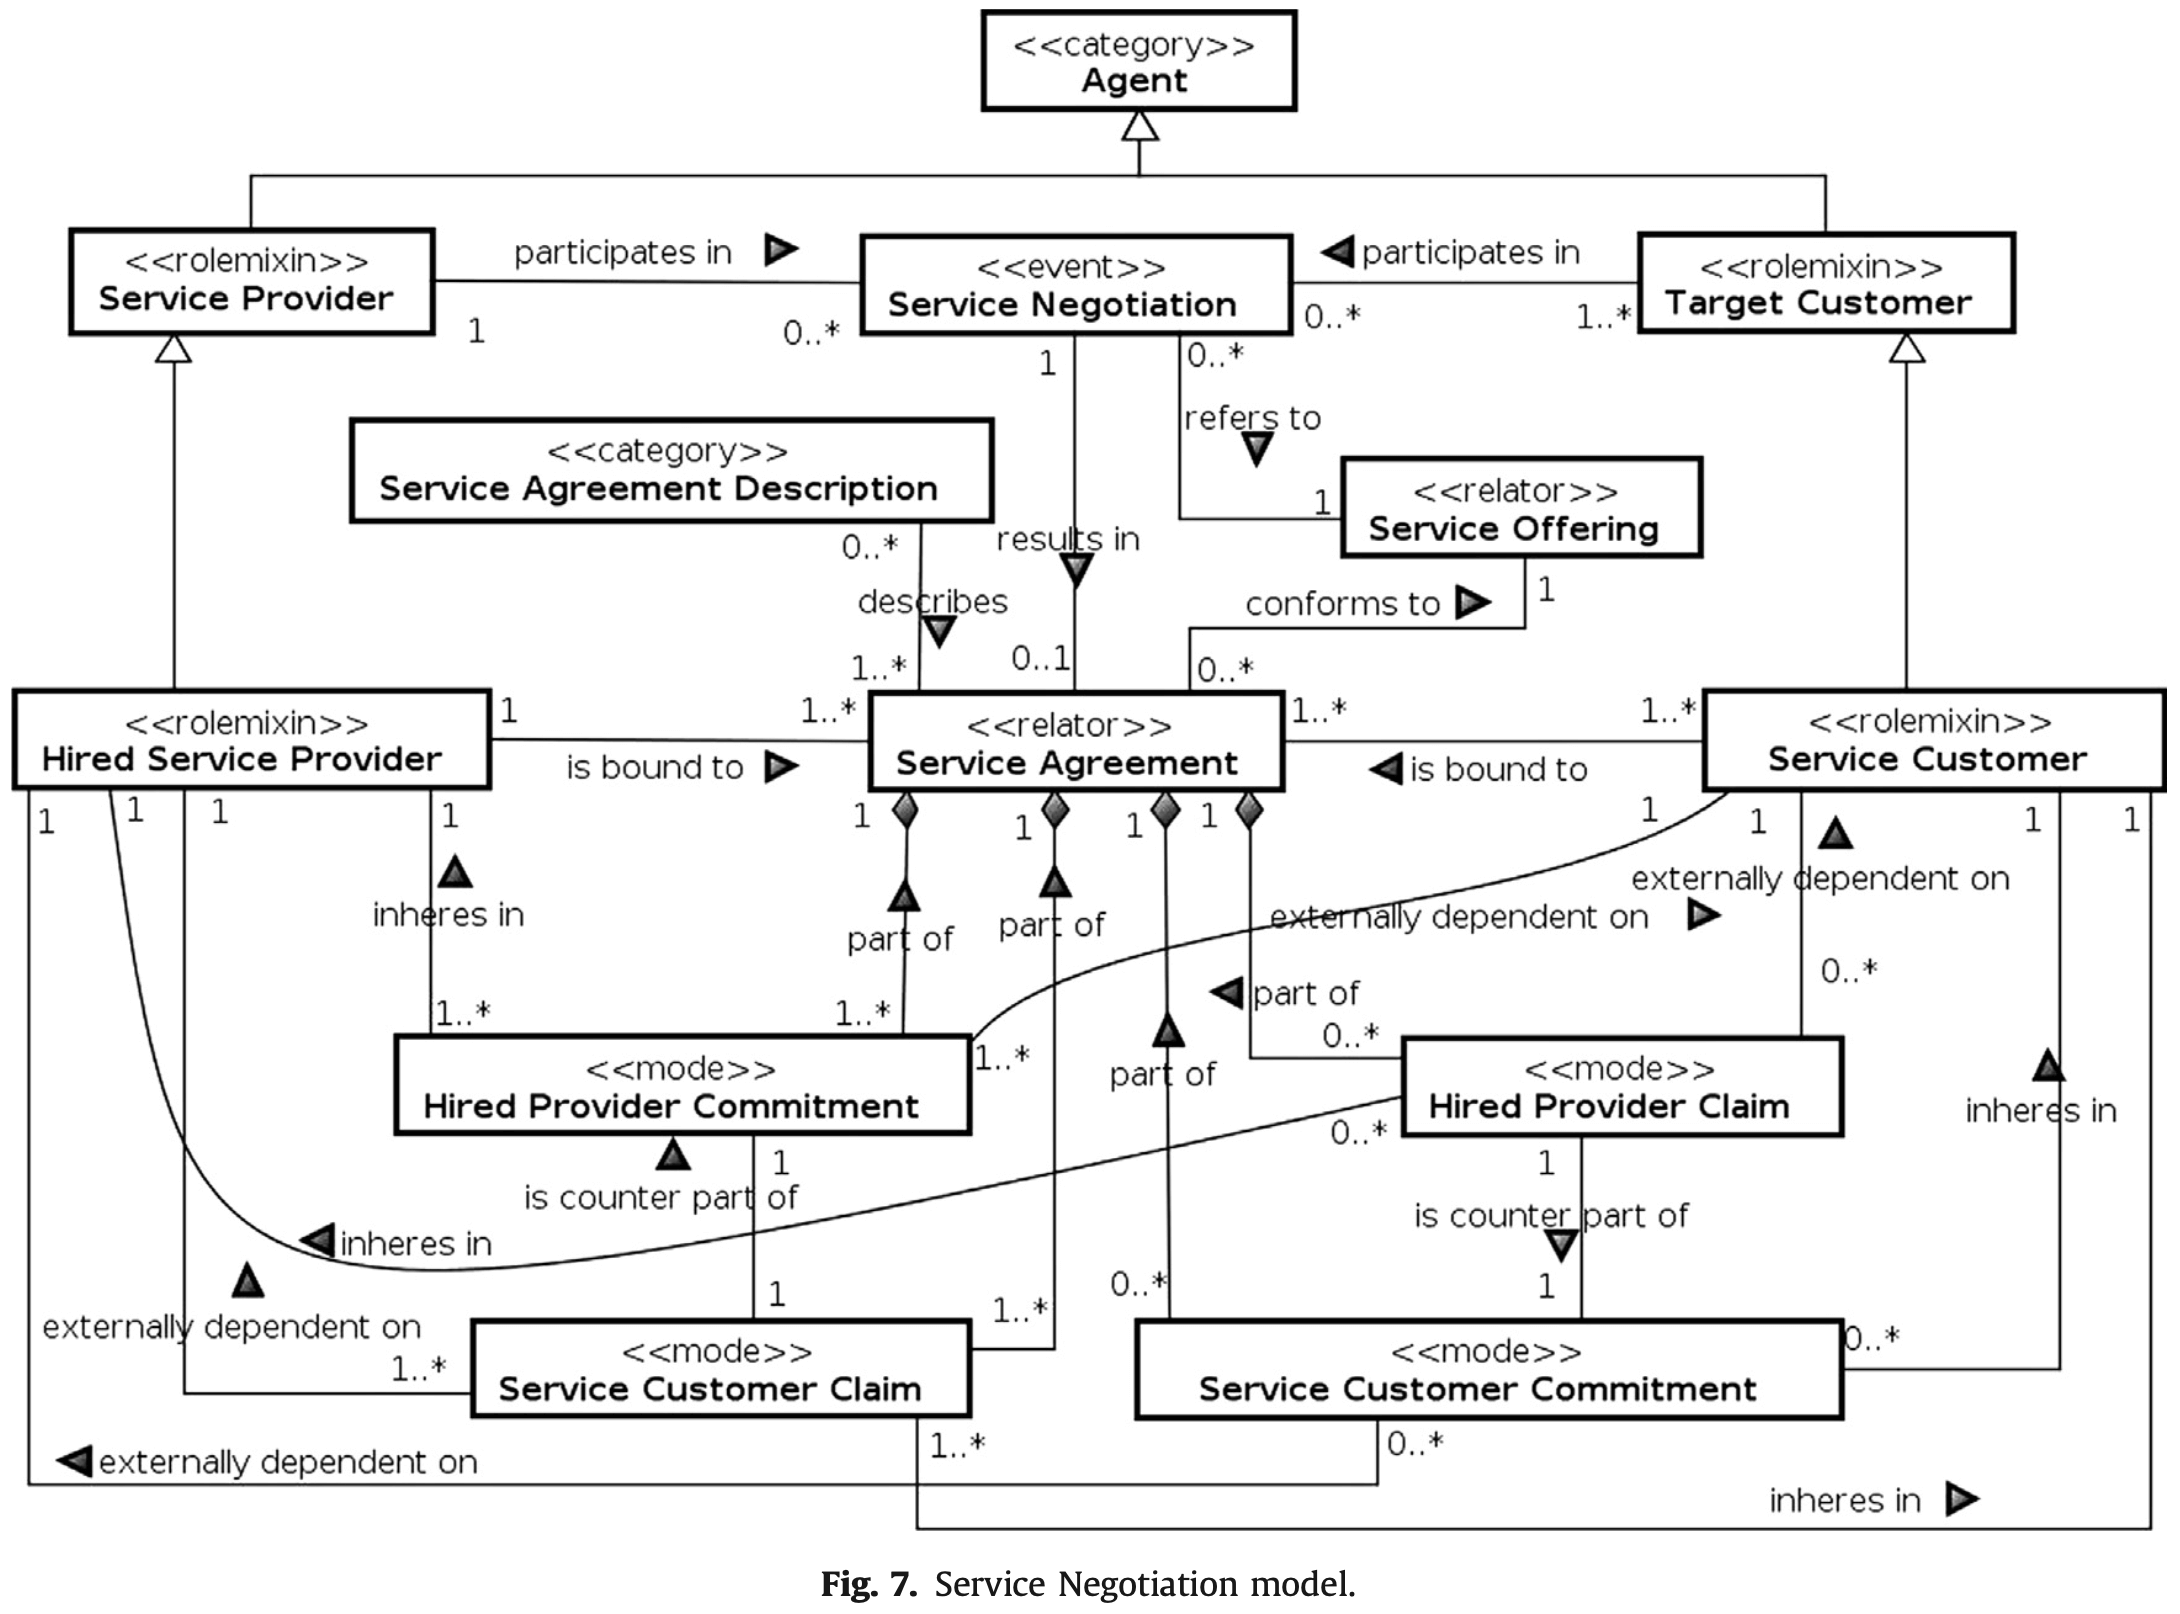 <<category>>
Agent
<<rolemixin>>
Service Provider
participates in
1
0..*
<<event>>
Service Negotiation
participates in
0..*
1..*
<<rolemixin>>
Target Customer
1
0..*
refers to
<<category>>
Service Agreement Description
0..*
describes
1..*
results in
0..1
1
<<relator>>
Service Offering
conforms to
1
0..*
<<rolemixin>>
Hired Service Provider
1
1..*
is bound to
<<relator>>
Service Agreement
1..*
1..*
is bound to
<<rolemixin>>
Service Customer
1
1
1
1
1
1
1
1
1
1
1
1
inheres in
part of
part of
externally dependent on
externally dependent on
part of
0..*
0..*
1..*
1..*
1..*
<<mode>>
Hired Provider Commitment
part of
<<mode>>
Hired Provider Claim
0..*
inheres in
1
is counter part of
1
1
is counter part of
1
inheres in
externally dependent on
1..*
1..*
0..*
0..*
<<mode>>
Service Customer Claim
<<mode>>
Service Customer Commitment
1..*
0..*
externally dependent on
inheres in
Fig. 7. Service Negotiation model.